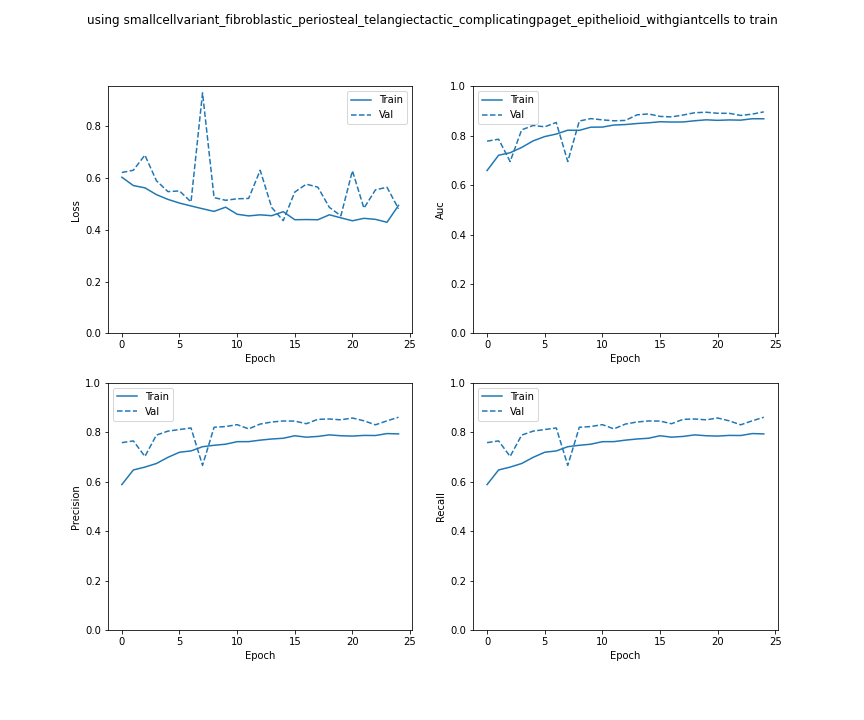 using smallcellvariant_fibroblastic_periosteal_telangiectactic_complicatingpaget_epithelioid_withgiantcells to train
Train
Val
0.8
0.6
0.4
0.2
0.0
Loss
0
5
10
15
20
25
Epoch
Train
Val
1.0
0.8
0.6
0.4
0.2
0.0
Auc
0
5
10
15
20
25
Epoch
Train
Val
1.0
0.8
0.6
0.4
0.2
0.0
Precision
0
5
10
15
20
25
Epoch
Train
Val
1.0
0.8
0.6
0.4
0.2
0.0
Recall
0
5
10
15
20
25
Epoch